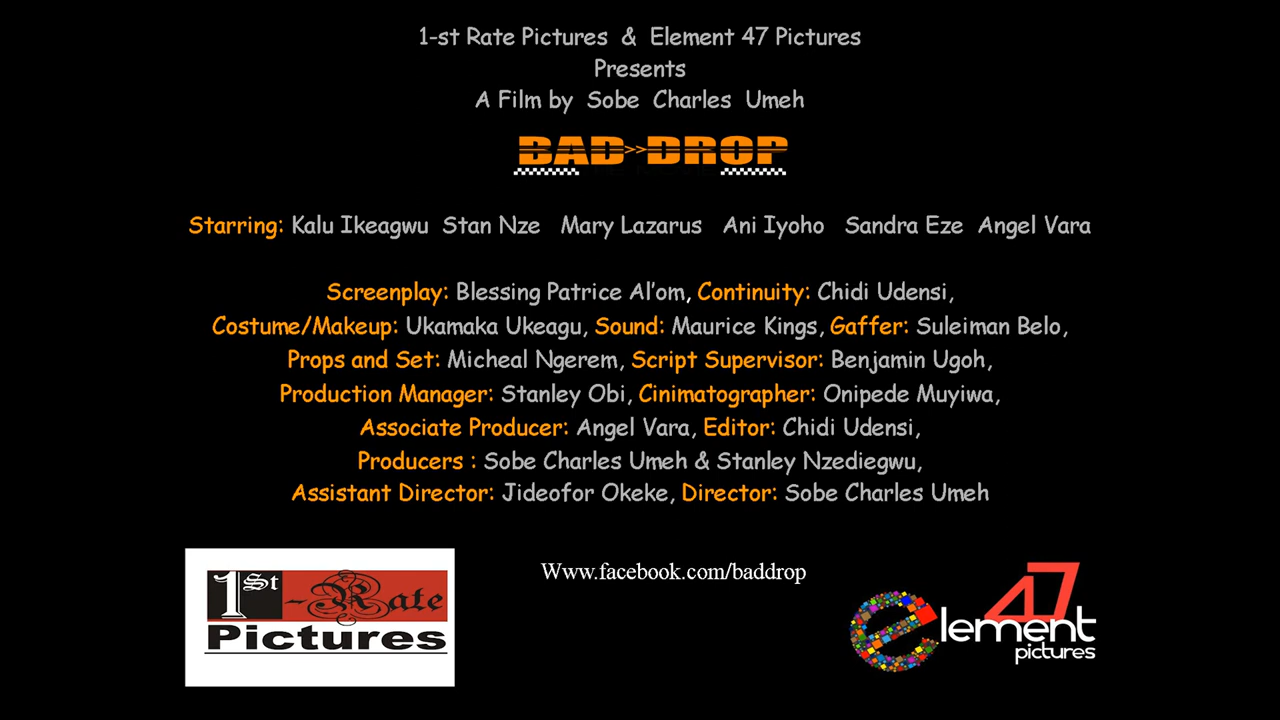 1-st Rate Pictures & Element 47 Pictures
Presents
A Film by Sobe Charles Umeh
BAD>>DROP
Starring: Kalu Ikeagwu Stan Nze Mary Lazarus Ani Iyoho Sandra Eze Angel Vara
Screenplay: Blessing Patrice Al’om, Continuity: Chidi Udensi,
Costume/Makeup: Ukamaka Ukeagu, Sound: Maurice Kings, Gaffer: Suleiman Belo,
Props and Set: Micheal Ngerem, Script Supervisor: Benjamin Ugoh,
Production Manager: Stanley Obi, Cinimatographer: Onipede Muyiwa,
Associate Producer: Angel Vara, Editor: Chidi Udensi,
Producers : Sobe Charles Umeh & Stanley Nzediegwu,
Assistant Director: Jideofor Okeke, Director: Sobe Charles Umeh
1St-Rate
Pictures
Www.facebook.com/baddrop
47
element
pictures